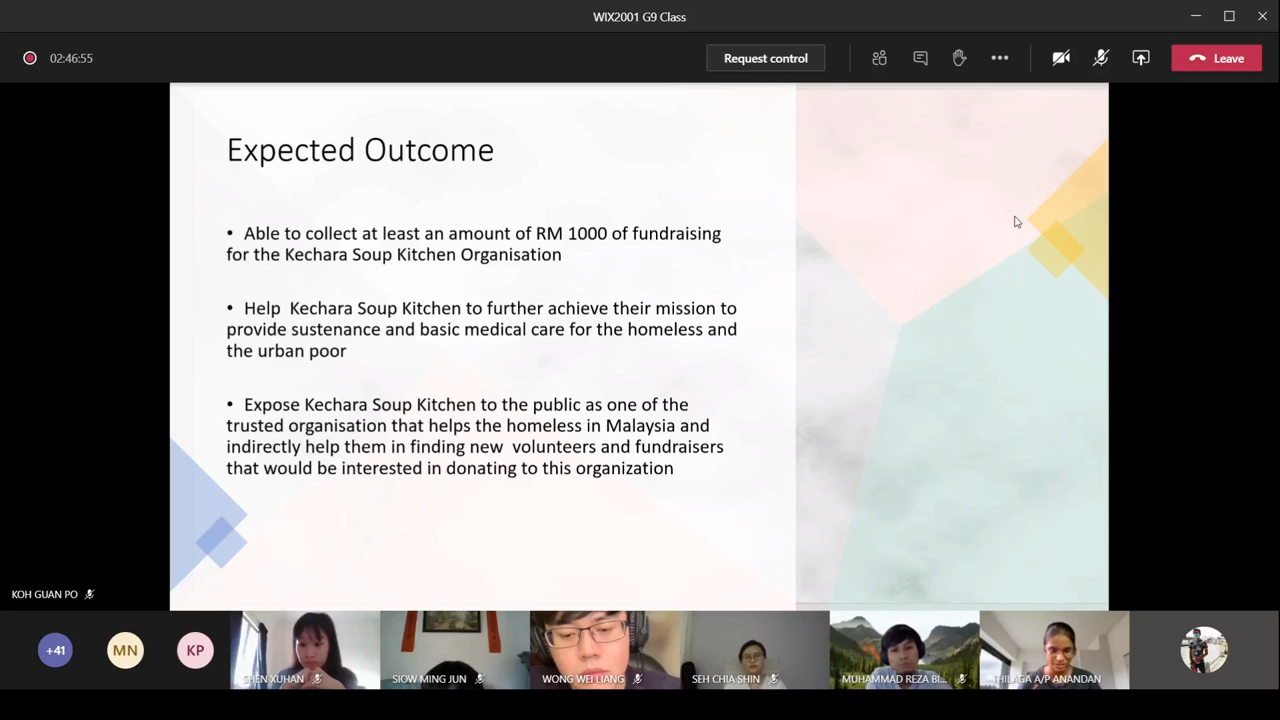 WIX2001 G9 Class
02:46:55
Request control
Leave
Expected Outcome
• Able to collect at least an amount of RM 1000 of fundraising
for the Kechara Soup Kitchen Organisation
• Help Kechara Soup Kitchen to further achieve their mission to
provide sustenance and basic medical care for the homeless and
the urban poor
• Expose Kechara Soup Kitchen to the public as one of the
trusted organisation that helps the homeless in Malaysia and
indirectly help them in finding new volunteers and fundraisers
that would be interested in donating to this organization
KOH GUAN PO
+41
MN
KP
SHEN XUHAN
SIOW MING JUN
WONG WEI LIANG
SEH CHIA SHIN
MUHAMMAD REZA BI...
THILAGA A/P ANANDAN